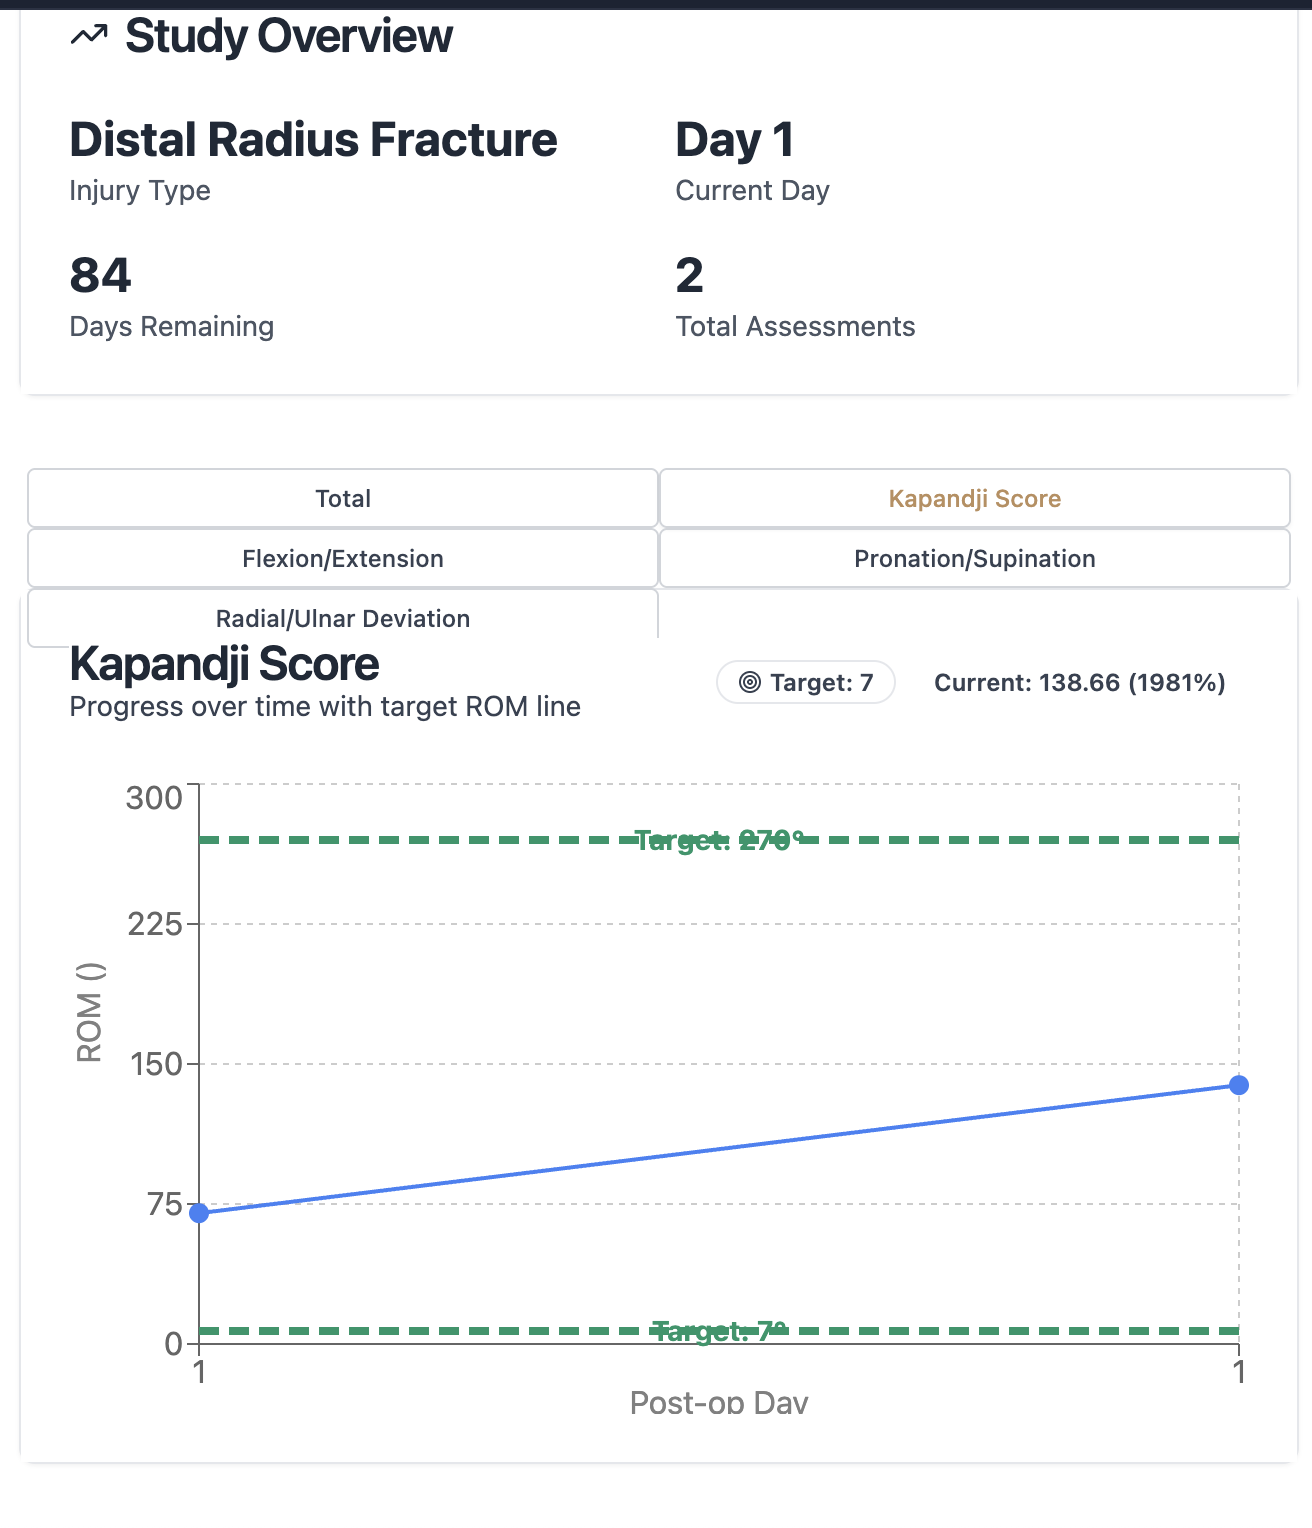 Study Overview
Distal Radius Fracture
Day 1
Injury Type
Current Day
84
2
Days Remaining
Total Assessments
Total
Kapandji Score
Flexion/Extension
Pronation/Supination
Radial/Ulnar Deviation
Kapandji Score
Progress over time with target ROM line
Target: 7
Current: 138.66 (1981%)
300
Target: 270°
225
ROM ()
150
75
Target: 7°
0
1
1
Post-op Day